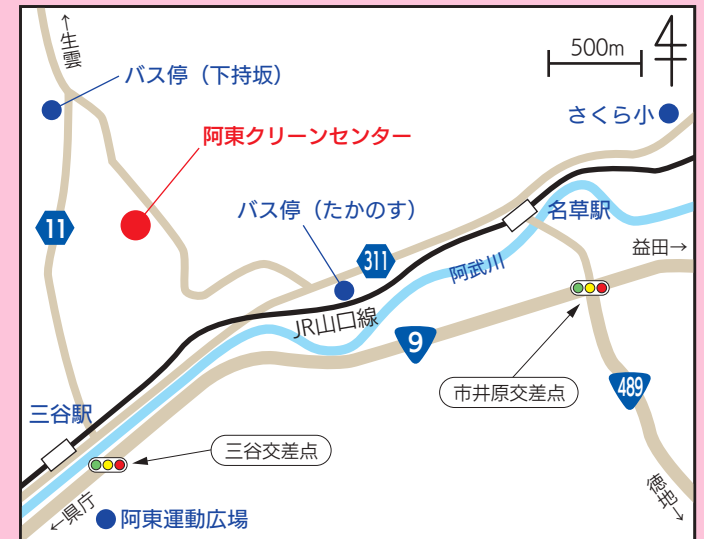 ↑生雲
500m
バス停（下持坂）
さくら小
阿東クリーンセンター
バス停（たかのす）
名草駅
11
益田→
311
阿武川
JR山口線
9
市井原交差点
489
三谷駅
三谷交差点
徳地→
←県庁
阿東運動広場